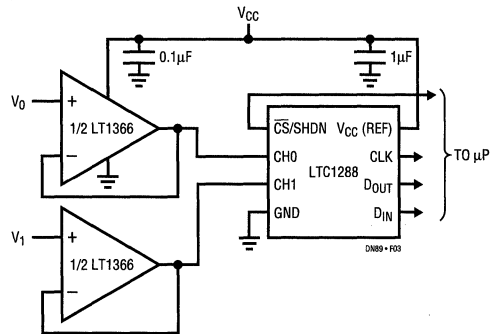 VCC
0.1µF
1µF
V0
+
1/2 LT1366
−
CS/SHDN
VCC (REF)
CH0
CLK
TO µP
LTC1288
CH1
DOUT
GND
DIN
V1
+
1/2 LT1366
−
DN89 • F03